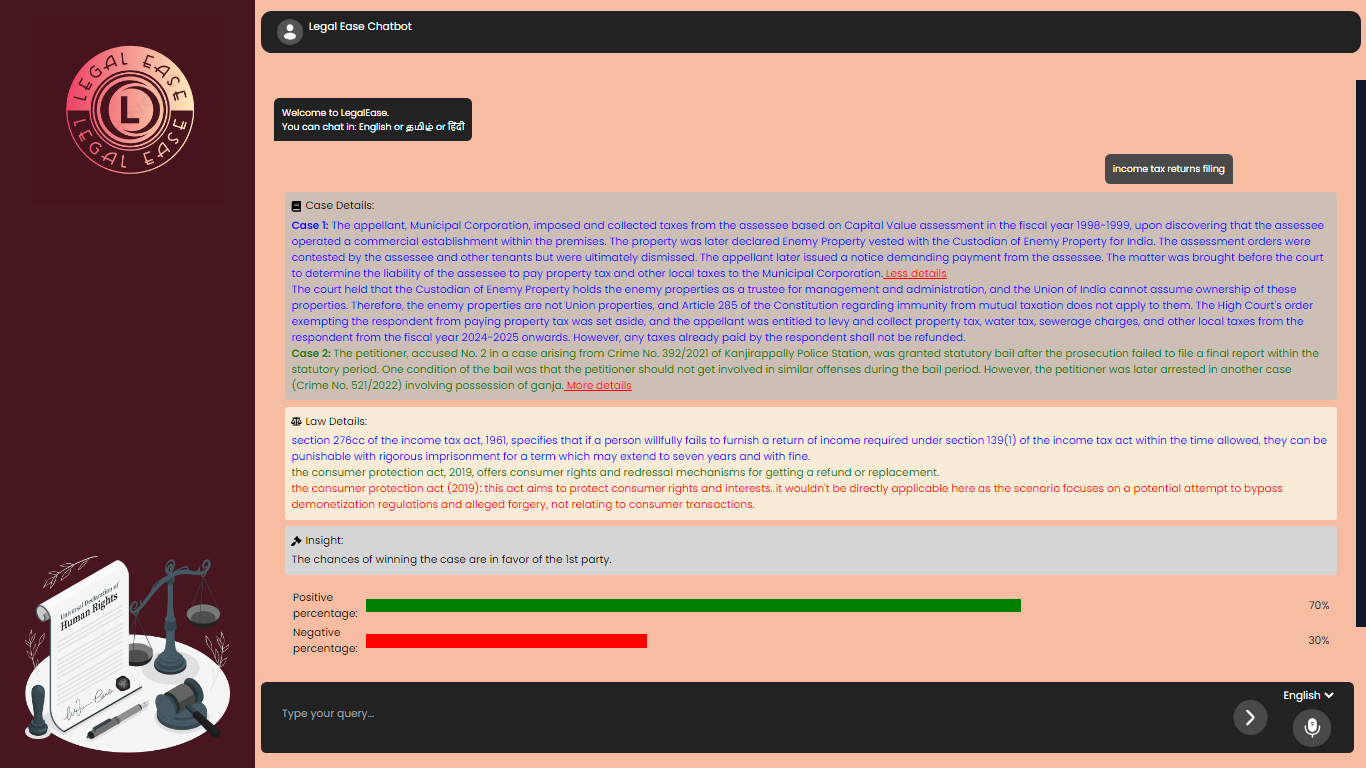 LEGAL EASE
L
LEGAL EASE
Legal Ease Chatbot
Welcome to LegalEase.
You can chat in: English or தமிழ் or हिंदी
income tax returns filing
Case Details:
Case 1: The appellant, Municipal Corporation, imposed and collected taxes from the assessee based on Capital Value assessment in the fiscal year 1998-1999, upon discovering that the assessee
operated a commercial establishment within the premises. The property was later declared Enemy Property vested with the Custodian of Enemy Property for India. The assessment orders were
contested by the assessee and other tenants but were ultimately dismissed. The appellant later issued a notice demanding payment from the assessee. The matter was brought before the court
to determine the liability of the assessee to pay property tax and other local taxes to the Municipal Corporation. Less details
The court held that the Custodian of Enemy Property holds the enemy properties as a trustee for management and administration, and the Union of India cannot assume ownership of these
properties. Therefore, the enemy properties are not Union properties, and Article 285 of the Constitution regarding immunity from mutual taxation does not apply to them. The High Court's order
exempting the respondent from paying property tax was set aside, and the appellant was entitled to levy and collect property tax, water tax, sewerage charges, and other local taxes from the
respondent from the fiscal year 2024-2025 onwards. However, any taxes already paid by the respondent shall not be refunded.
Case 2: The petitioner, accused No. 2 in a case arising from Crime No. 392/2021 of Kanjirappally Police Station, was granted statutory bail after the prosecution failed to file a final report within the
statutory period. One condition of the bail was that the petitioner should not get involved in similar offenses during the bail period. However, the petitioner was later arrested in another case
(Crime No. 521/2022) involving possession of ganja. More details
Law Details:
section 276cc of the income tax act, 1961, specifies that if a person willfully fails to furnish a return of income required under section 139(1) of the income tax act within the time allowed, they can be
punishable with rigorous imprisonment for a term which may extend to seven years and with fine.
the consumer protection act, 2019, offers consumer rights and redressal mechanisms for getting a refund or replacement.
the consumer protection act (2019): this act aims to protect consumer rights and interests. it wouldn't be directly applicable here as the scenario focuses on a potential attempt to bypass
demonetization regulations and alleged forgery, not relating to consumer transactions.
Insight:
The chances of winning the case are in favor of the 1st party.
Positive
percentage:
70%
Negative
percentage:
30%
Universal Declaration of
Human Rights
English
Type your query...